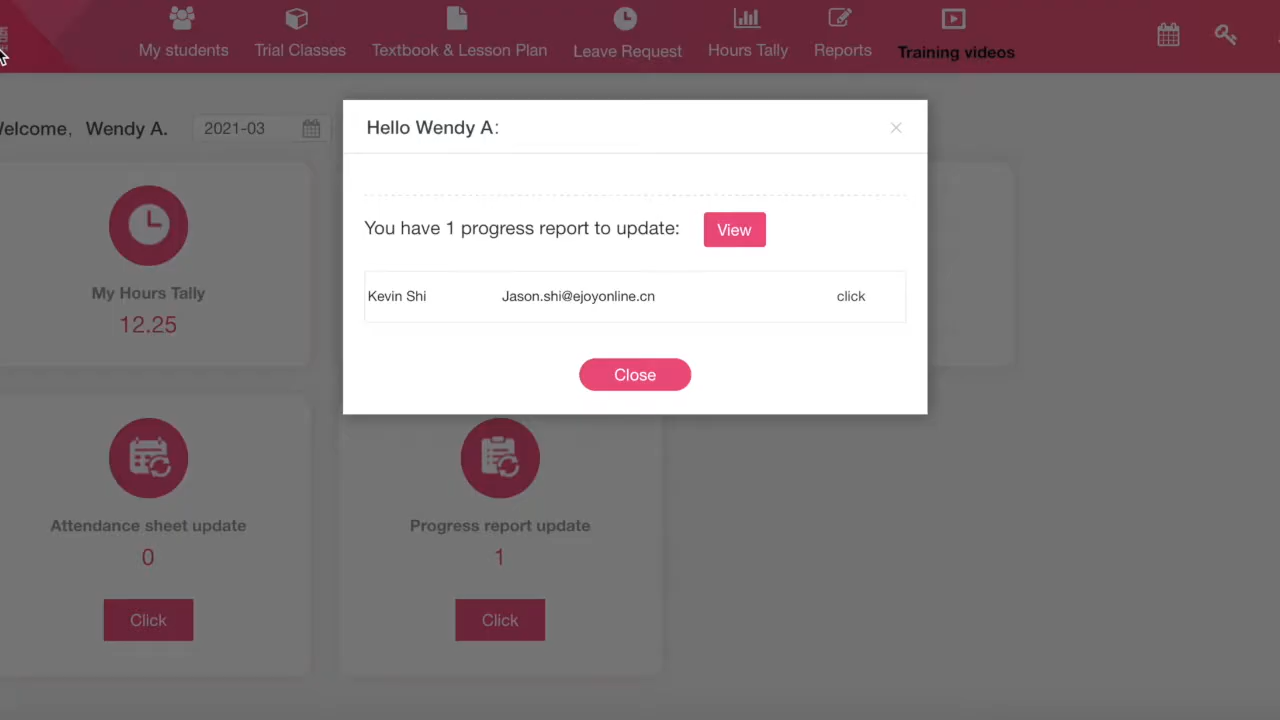 My students
Trial Classes
Textbook & Lesson Plan
Leave Request
Hours Tally
Reports
Training videos
elcome, Wendy A.
2021-03
Hello Wendy A:
×
You have 1 progress report to update:
View
Kevin Shi
Jason.shi@ejoyonline.cn
click
Close
My Hours Tally
12.25
Attendance sheet update
0
Click
Progress report update
1
Click